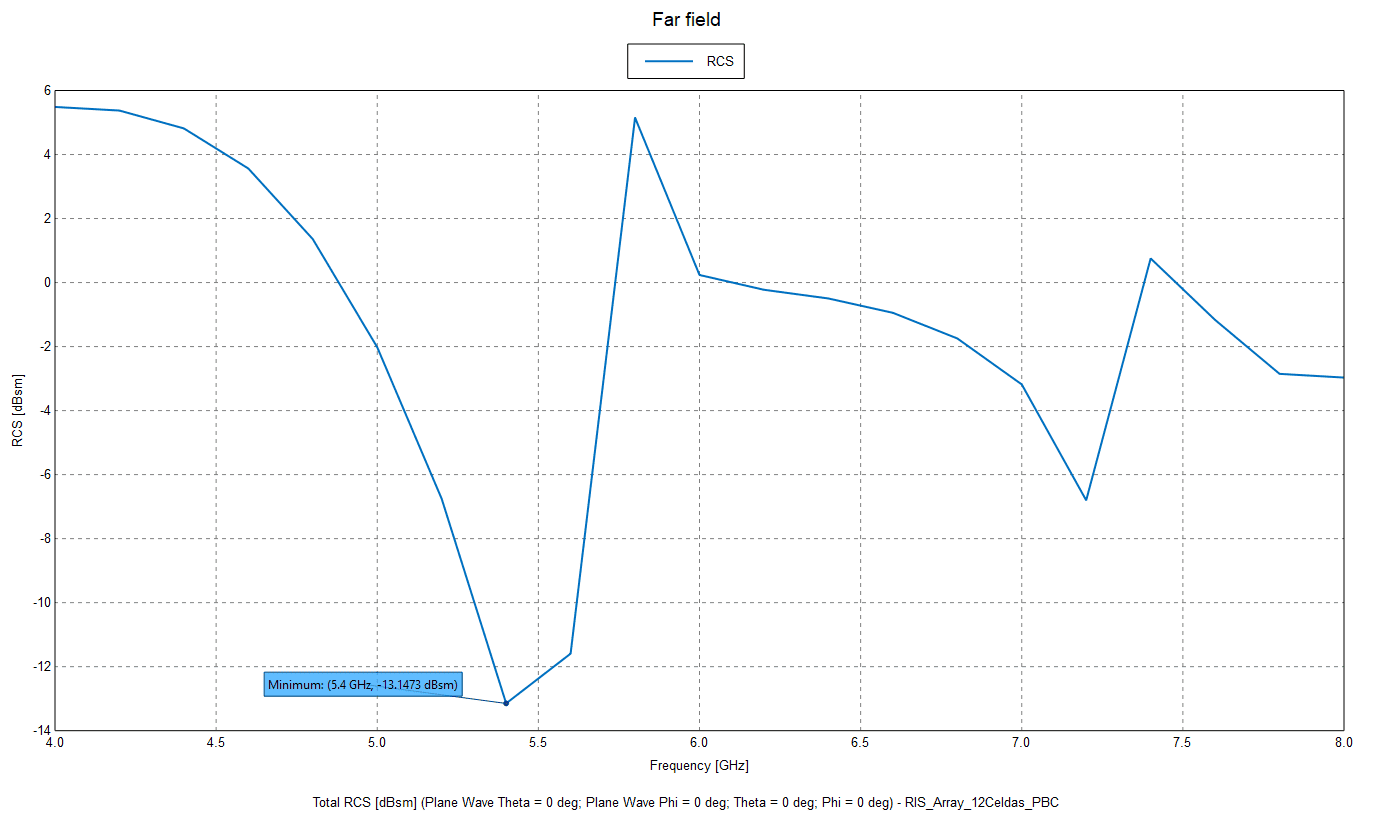 Far field
RCS
6
4
2
0
-2
-4
-6
-8
-10
-12
-14
RCS [dBsm]
Minimum: (5.4 GHz, -13.1473 dBsm)
4.0 4.5 5.0 5.5 6.0 6.5 7.0 7.5 8.0
Frequency [GHz]
Total RCS [dBsm] (Plane Wave Theta = 0 deg; Plane Wave Phi = 0 deg; Theta = 0 deg; Phi = 0 deg) - RIS_Array_12Celdas_PBC